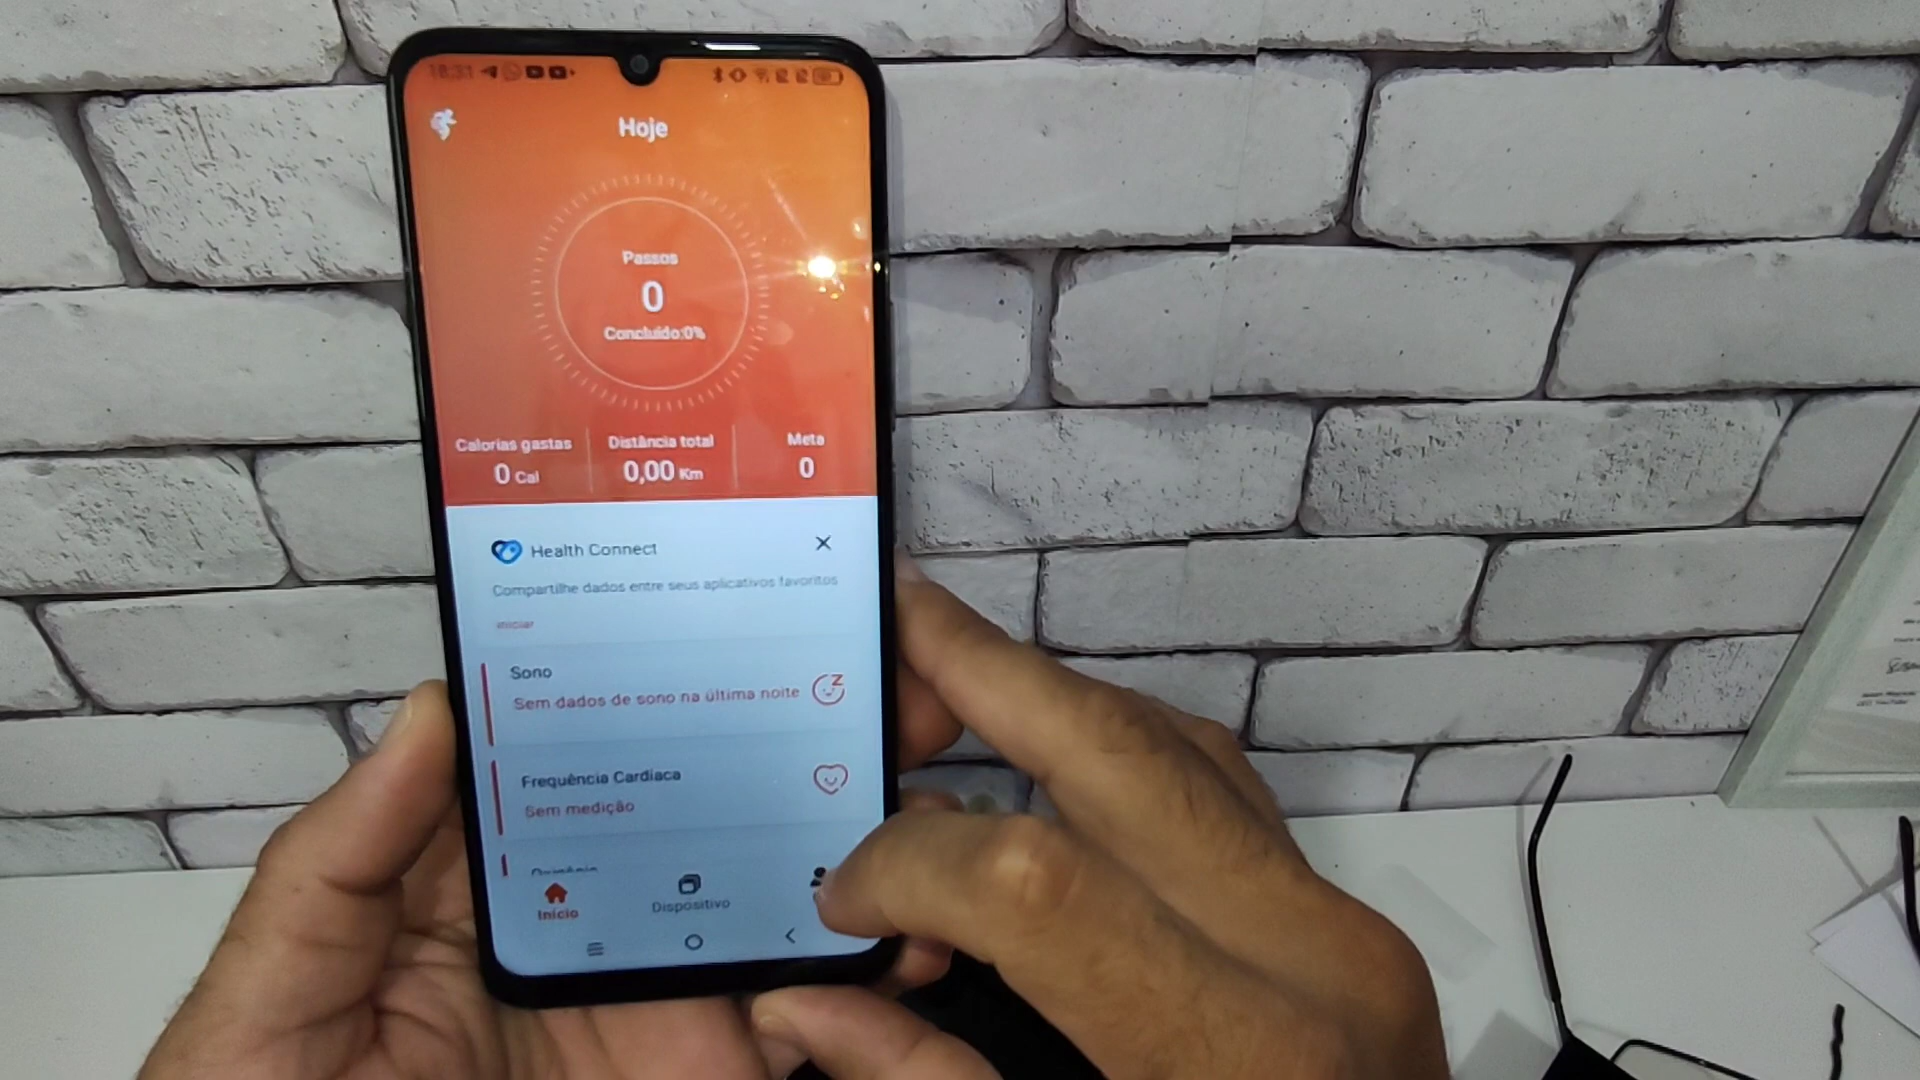 18:31
Hoje
Passos
0
Concluído:0%
Calorias gastas
0 Cal
Distância total
0,00 Km
Meta
0
Health Connect
Compartilhe dados entre seus aplicativos favoritos
Iniciar
Sono
Sem dados de sono na última noite
Frequência Cardíaca
Sem medição
Início
Dispositivo